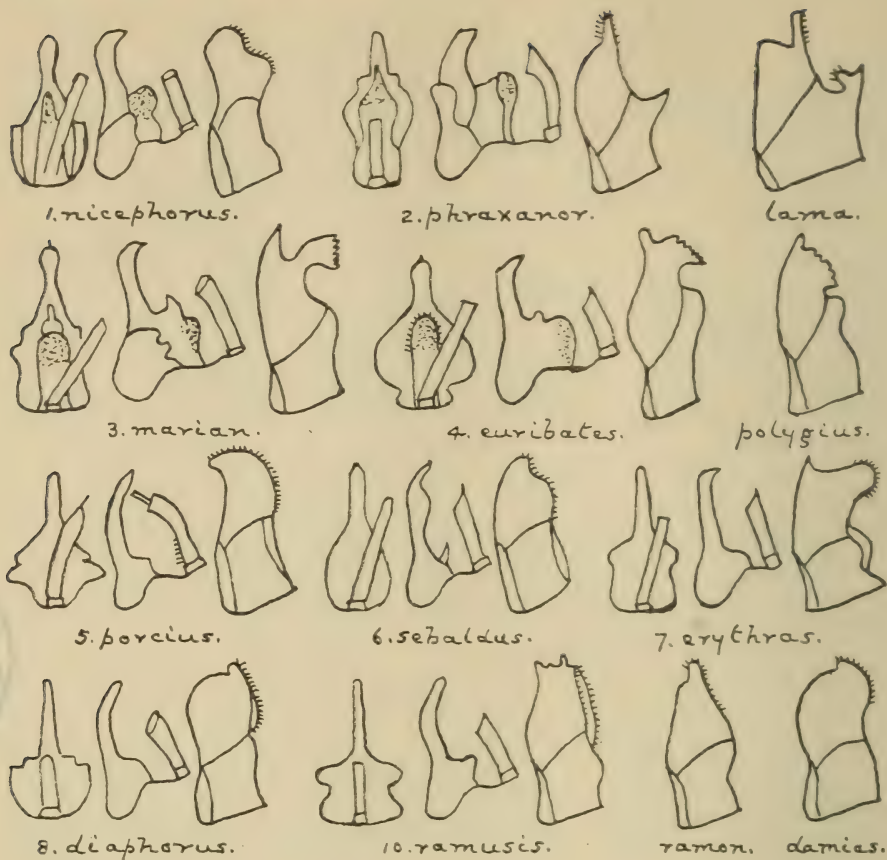 1. nicephorus. 2. phraxanor. lama.
3. marian. 4. euribates. polygius.
5. porcius. 6. sebaldus. 7. erythras.
8. diaphorus. 10. ramusis. ramon. damias.